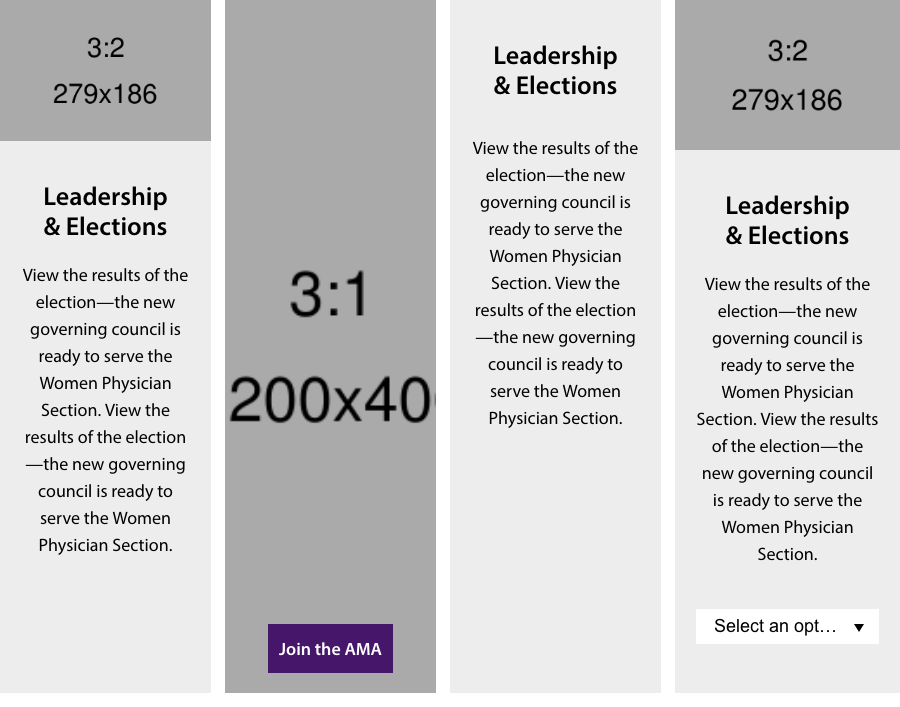 3:2
279x186
Leadership
& Elections
View the results of the
election—the new
governing council is
ready to serve the
Women Physician
Section. View the
results of the election
—the new governing
council is ready to
serve the Women
Physician Section.
3:1
200x40
Join the AMA
Leadership
& Elections
View the results of the
election—the new
governing council is
ready to serve the
Women Physician
Section. View the
results of the election
—the new governing
council is ready to
serve the Women
Physician Section.
3:2
279x186
Leadership
& Elections
View the results of the
election—the new
governing council is
ready to serve the
Women Physician
Section. View the results
of the election—the
new governing council
is ready to serve the
Women Physician
Section.
Select an opt…